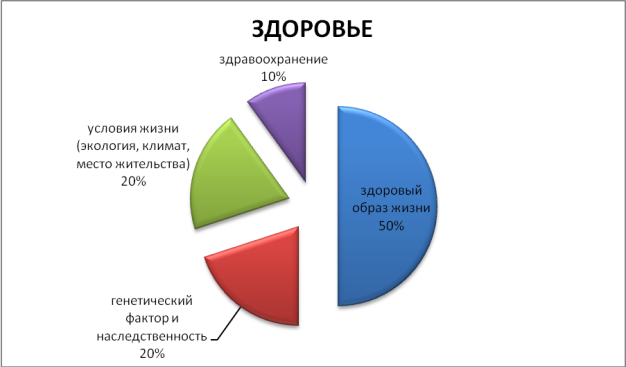 ЗДОРОВЬЕ
здравоохранение
10%
условия жизни
(экология, климат,
место жительства)
20%
здоровый
образ жизни
50%
генетический
фактор и
наследственность
20%